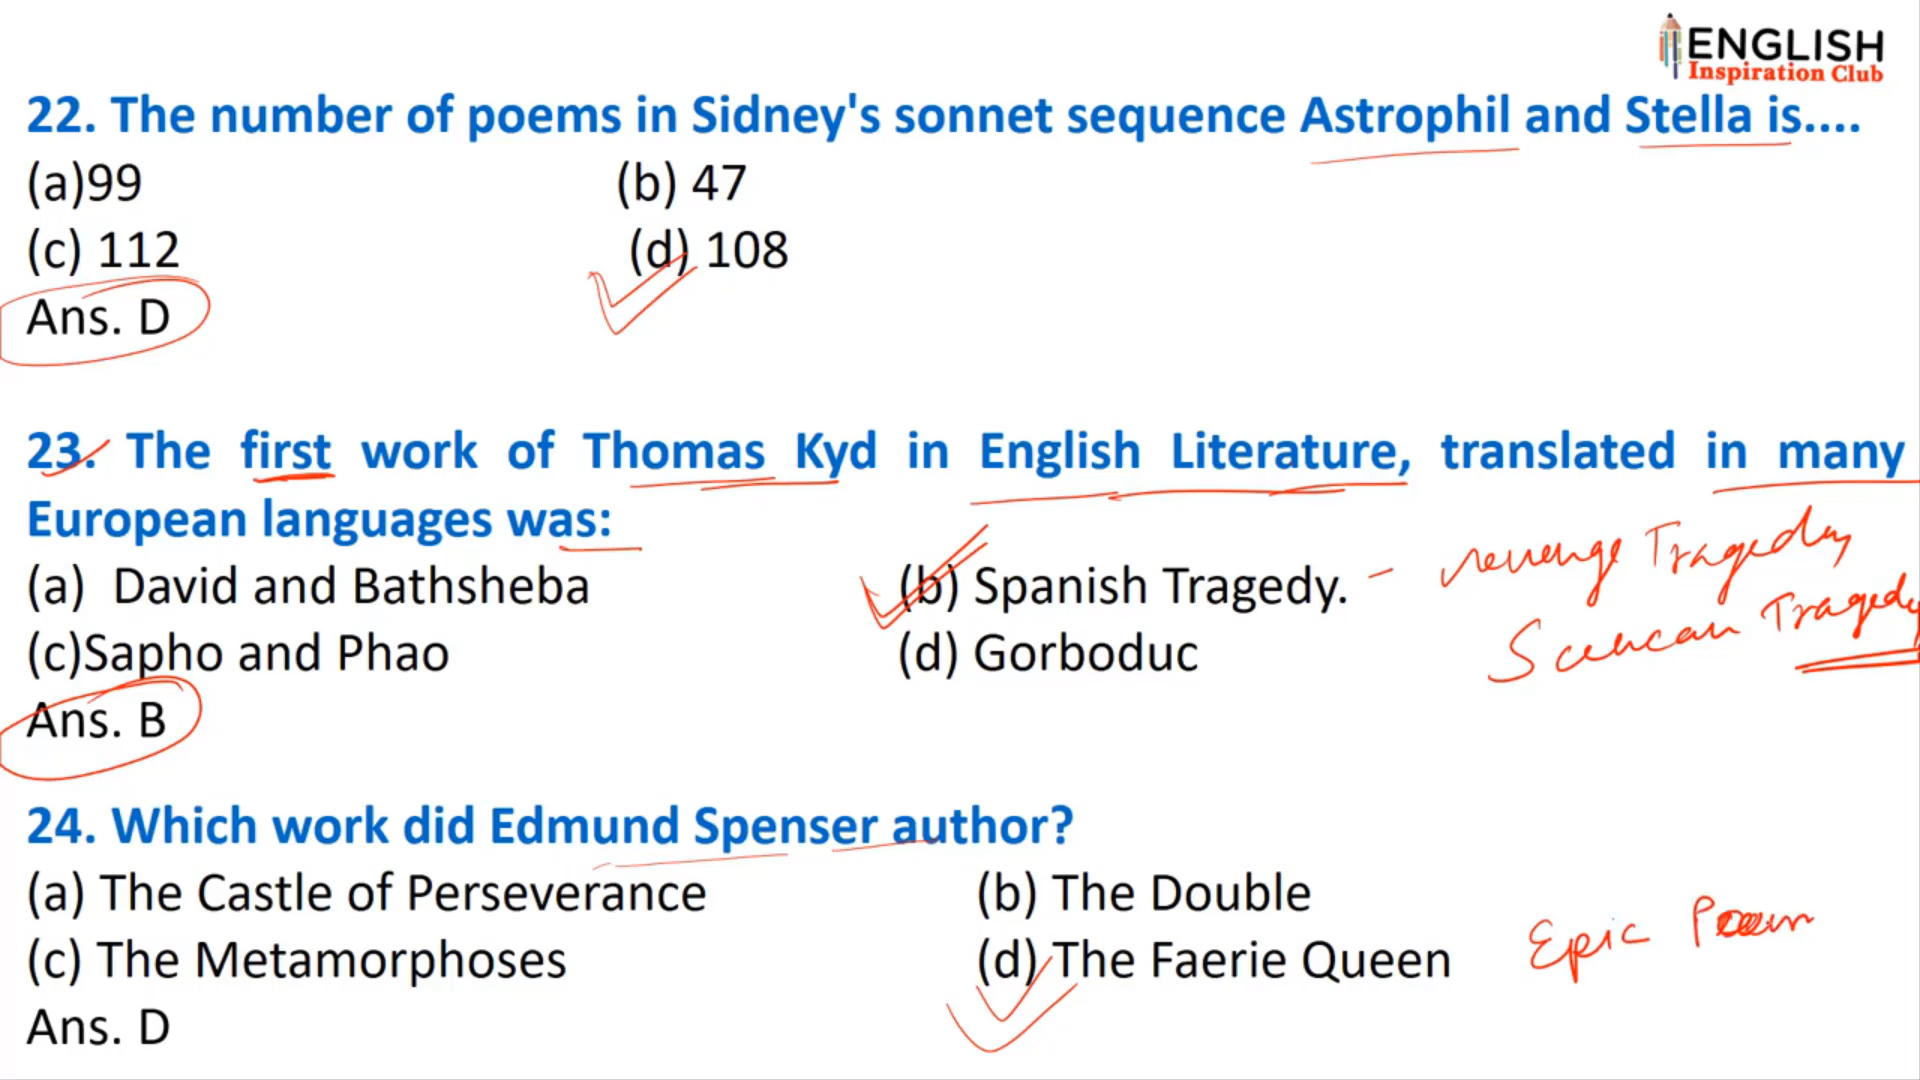 ENGLISH
Inspiration Club
22. The number of poems in Sidney's sonnet sequence Astrophil and Stella is....
(a)99 (b) 47
(c) 112 (d) 108
Ans. D
23. The first work of Thomas Kyd in English Literature, translated in many
European languages was:
(a) David and Bathsheba (b) Spanish Tragedy. - revenge Tragedy
(c)Sapho and Phao (d) Gorboduc Senecan Tragedy
Ans. B
24. Which work did Edmund Spenser author?
(a) The Castle of Perseverance (b) The Double
(c) The Metamorphoses (d) The Faerie Queen Epic Poem
Ans. D